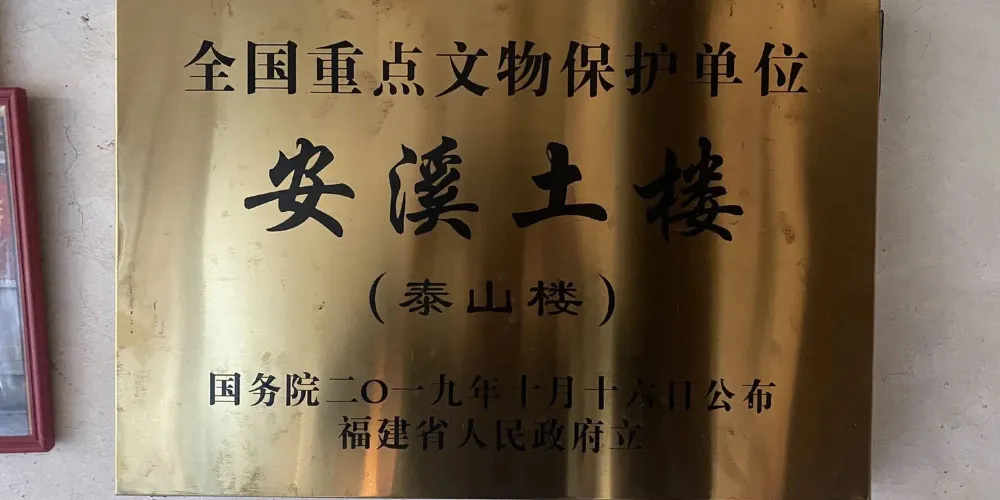 全国重点文物保护单位
安溪土楼
(泰山楼)
国务院二〇一九年十月十六日公布
福建省人民政府立